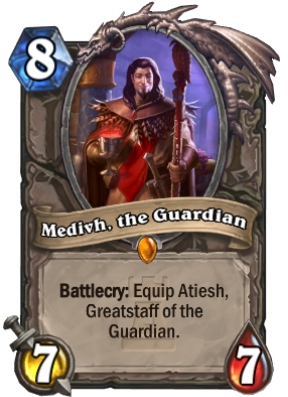 8
Medivh, the Guardian
Battlecry: Equip Atiesh,
Greatstaff of the
Guardian.
7 7